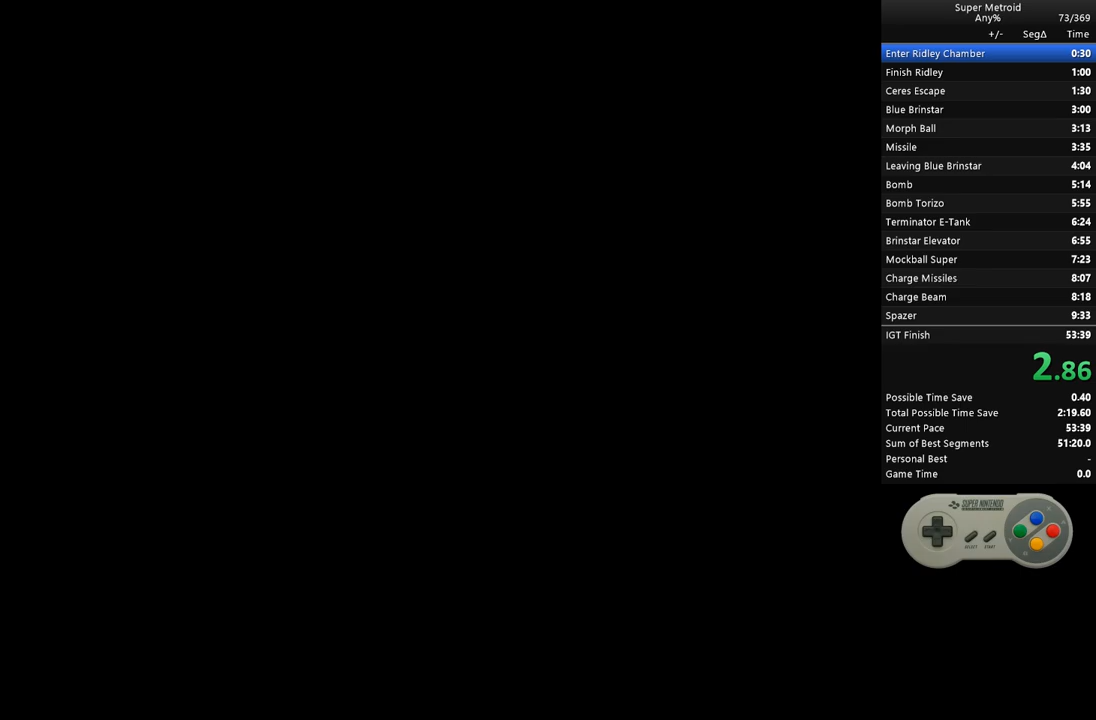 Super Metroid
Any% 73/369
+/- SegΔ Time
Enter Ridley Chamber 0:30
Finish Ridley 1:00
Ceres Escape 1:30
Blue Brinstar 3:00
Morph Ball 3:13
Missile 3:35
Leaving Blue Brinstar 4:04
Bomb 5:14
Bomb Torizo 5:55
Terminator E-Tank 6:24
Brinstar Elevator 6:55
Mockball Super 7:23
Charge Missiles 8:07
Charge Beam 8:18
Spazer 9:33
IGT Finish 53:39
2.86
Possible Time Save 0.40
Total Possible Time Save 2:19.60
Current Pace 53:39
Sum of Best Segments 51:20.0
Personal Best -
Game Time 0.0
SUPER NINTENDO
SELECT START